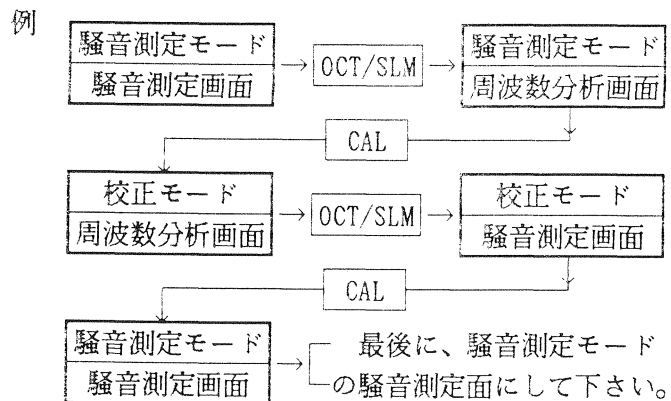 例
騒音測定モード → OCT/SLM → 騒音測定モード
騒音測定画面 周波数分析画面
CAL
校正モード → OCT/SLM → 校正モード
周波数分析画面 騒音測定画面
CAL
騒音測定モード → 最後に、騒音測定モード
騒音測定画面 の騒音測定面にして下さい。